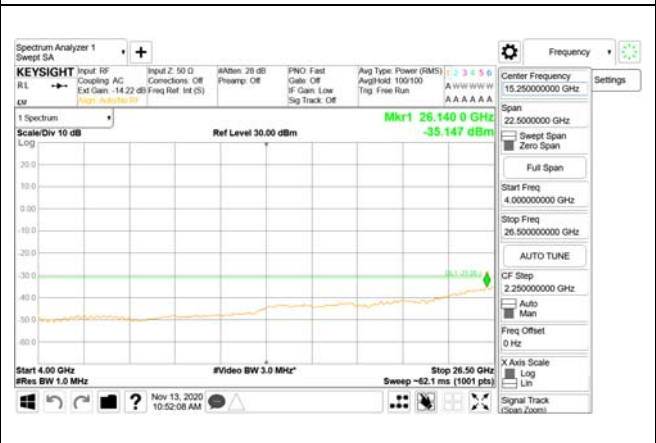 Spectrum Analyzer 1
Swept SA
+
Frequency
KEYSIGHT Input: RF Input Z: 50 Ω #Atten: 28 dB PNO: Fast Avg Type: Power (RMS) 1 2 3 4 5 6
RL Coupling: AC Corrections: Off Preamp: Off Gate: Off Avg|Hold: 100/100 A W W W W W
Ext Gain: -14.22 dB Freq Ref: Int (S) IF Gain: Low Trig: Free Run A A A A A A
Align: Auto/No RF Sig Track: Off
Center Frequency
15.250000000 GHz
Settings
1 Spectrum
Mkr1 26.140 0 GHz
Scale/Div 10 dB Ref Level 30.00 dBm -35.147 dBm
Log
20.0
10.0
0.00
-10.0
-20.0
-30.0
-40.0
-50.0
-60.0
Start 4.00 GHz #Video BW 3.0 MHz* Stop 26.50 GHz
#Res BW 1.0 MHz Sweep ~62.1 ms (1001 pts)
Span
22.5000000 GHz
Swept Span
Zero Span
Full Span
Start Freq
4.000000000 GHz
Stop Freq
26.500000000 GHz
AUTO TUNE
CF Step
2.250000000 GHz
Auto
Man
Freq Offset
0 Hz
X Axis Scale
Log
Lin
Signal Track
(Span Zoom)
? Nov 13, 2020
10:52:08 AM